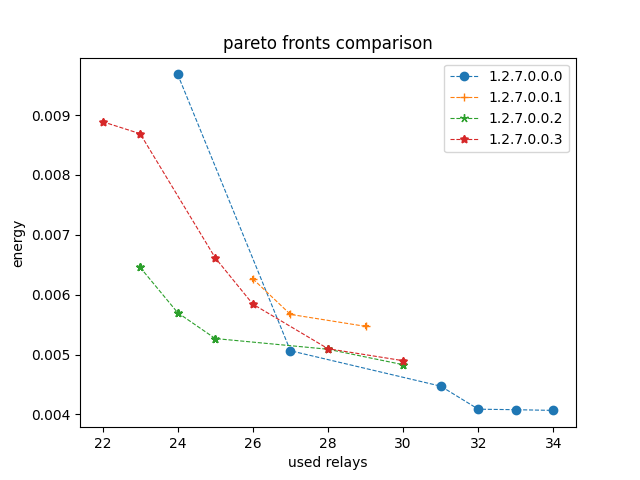 pareto fronts comparison
1.2.7.0.0.0
1.2.7.0.0.1
1.2.7.0.0.2
1.2.7.0.0.3
energy
0.009
0.008
0.007
0.006
0.005
0.004
22 24 26 28 30 32 34
used relays